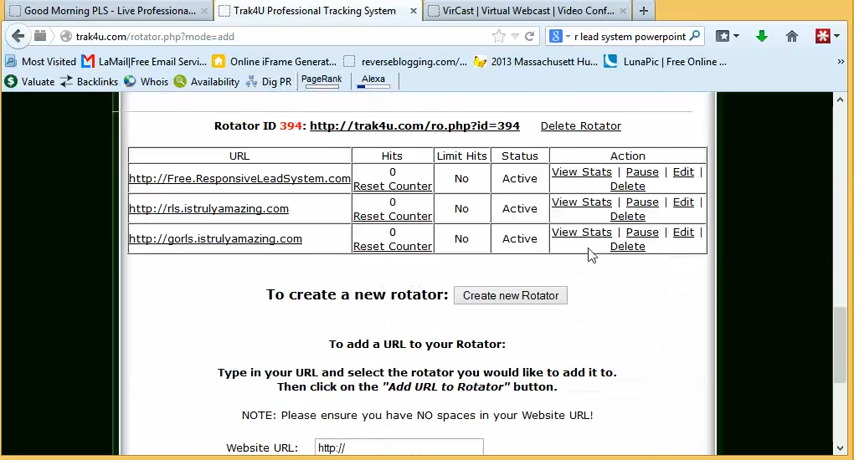 Good Morning PLS - Live Professiona... × Trak4U Professional Tracking System × VirCast | Virtual Webcast | Video Conf... × +
trak4u.com/rotator.php?mode=add r lead system powerpoint
Most Visited LaMail|Free Email Servi... Online iFrame Generat... reverseblogging.com/... 2013 Massachusett Hu... LunaPic | Free Online ... »
Valuate Backlinks Whois Availability Dig PR PageRank Alexa
Rotator ID 394: http://trak4u.com/ro.php?id=394 Delete Rotator
URL Hits Limit Hits Status Action
http://Free.ResponsiveLeadSystem.com 0 Reset Counter No Active View Stats | Pause | Edit | Delete
http://rls.istrulyamazing.com 0 Reset Counter No Active View Stats | Pause | Edit | Delete
http://gorls.istrulyamazing.com 0 Reset Counter No Active View Stats | Pause | Edit | Delete
To create a new rotator: Create new Rotator
To add a URL to your Rotator:
Type in your URL and select the rotator you would like to add it to.
Then click on the "Add URL to Rotator" button.
NOTE: Please ensure you have NO spaces in your Website URL!
Website URL: http://